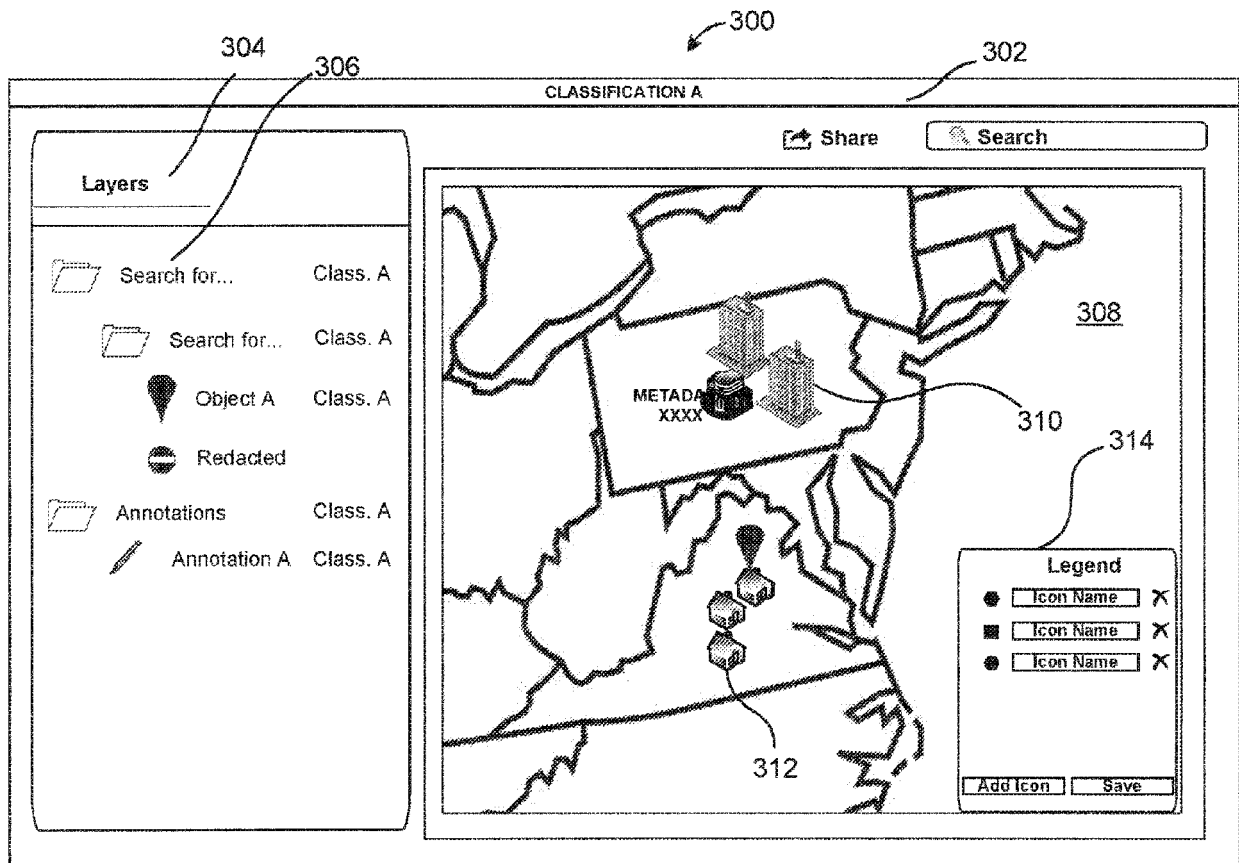 300
304
306
302
CLASSIFICATION A
Share
Search
Layers
Search for... Class. A
Search for... Class. A
Object A Class. A
Redacted
Annotations Class. A
Annotation A Class. A
308
METADA
XXXX
310
314
312
Legend
Icon Name
Icon Name
Icon Name
Add Icon Save